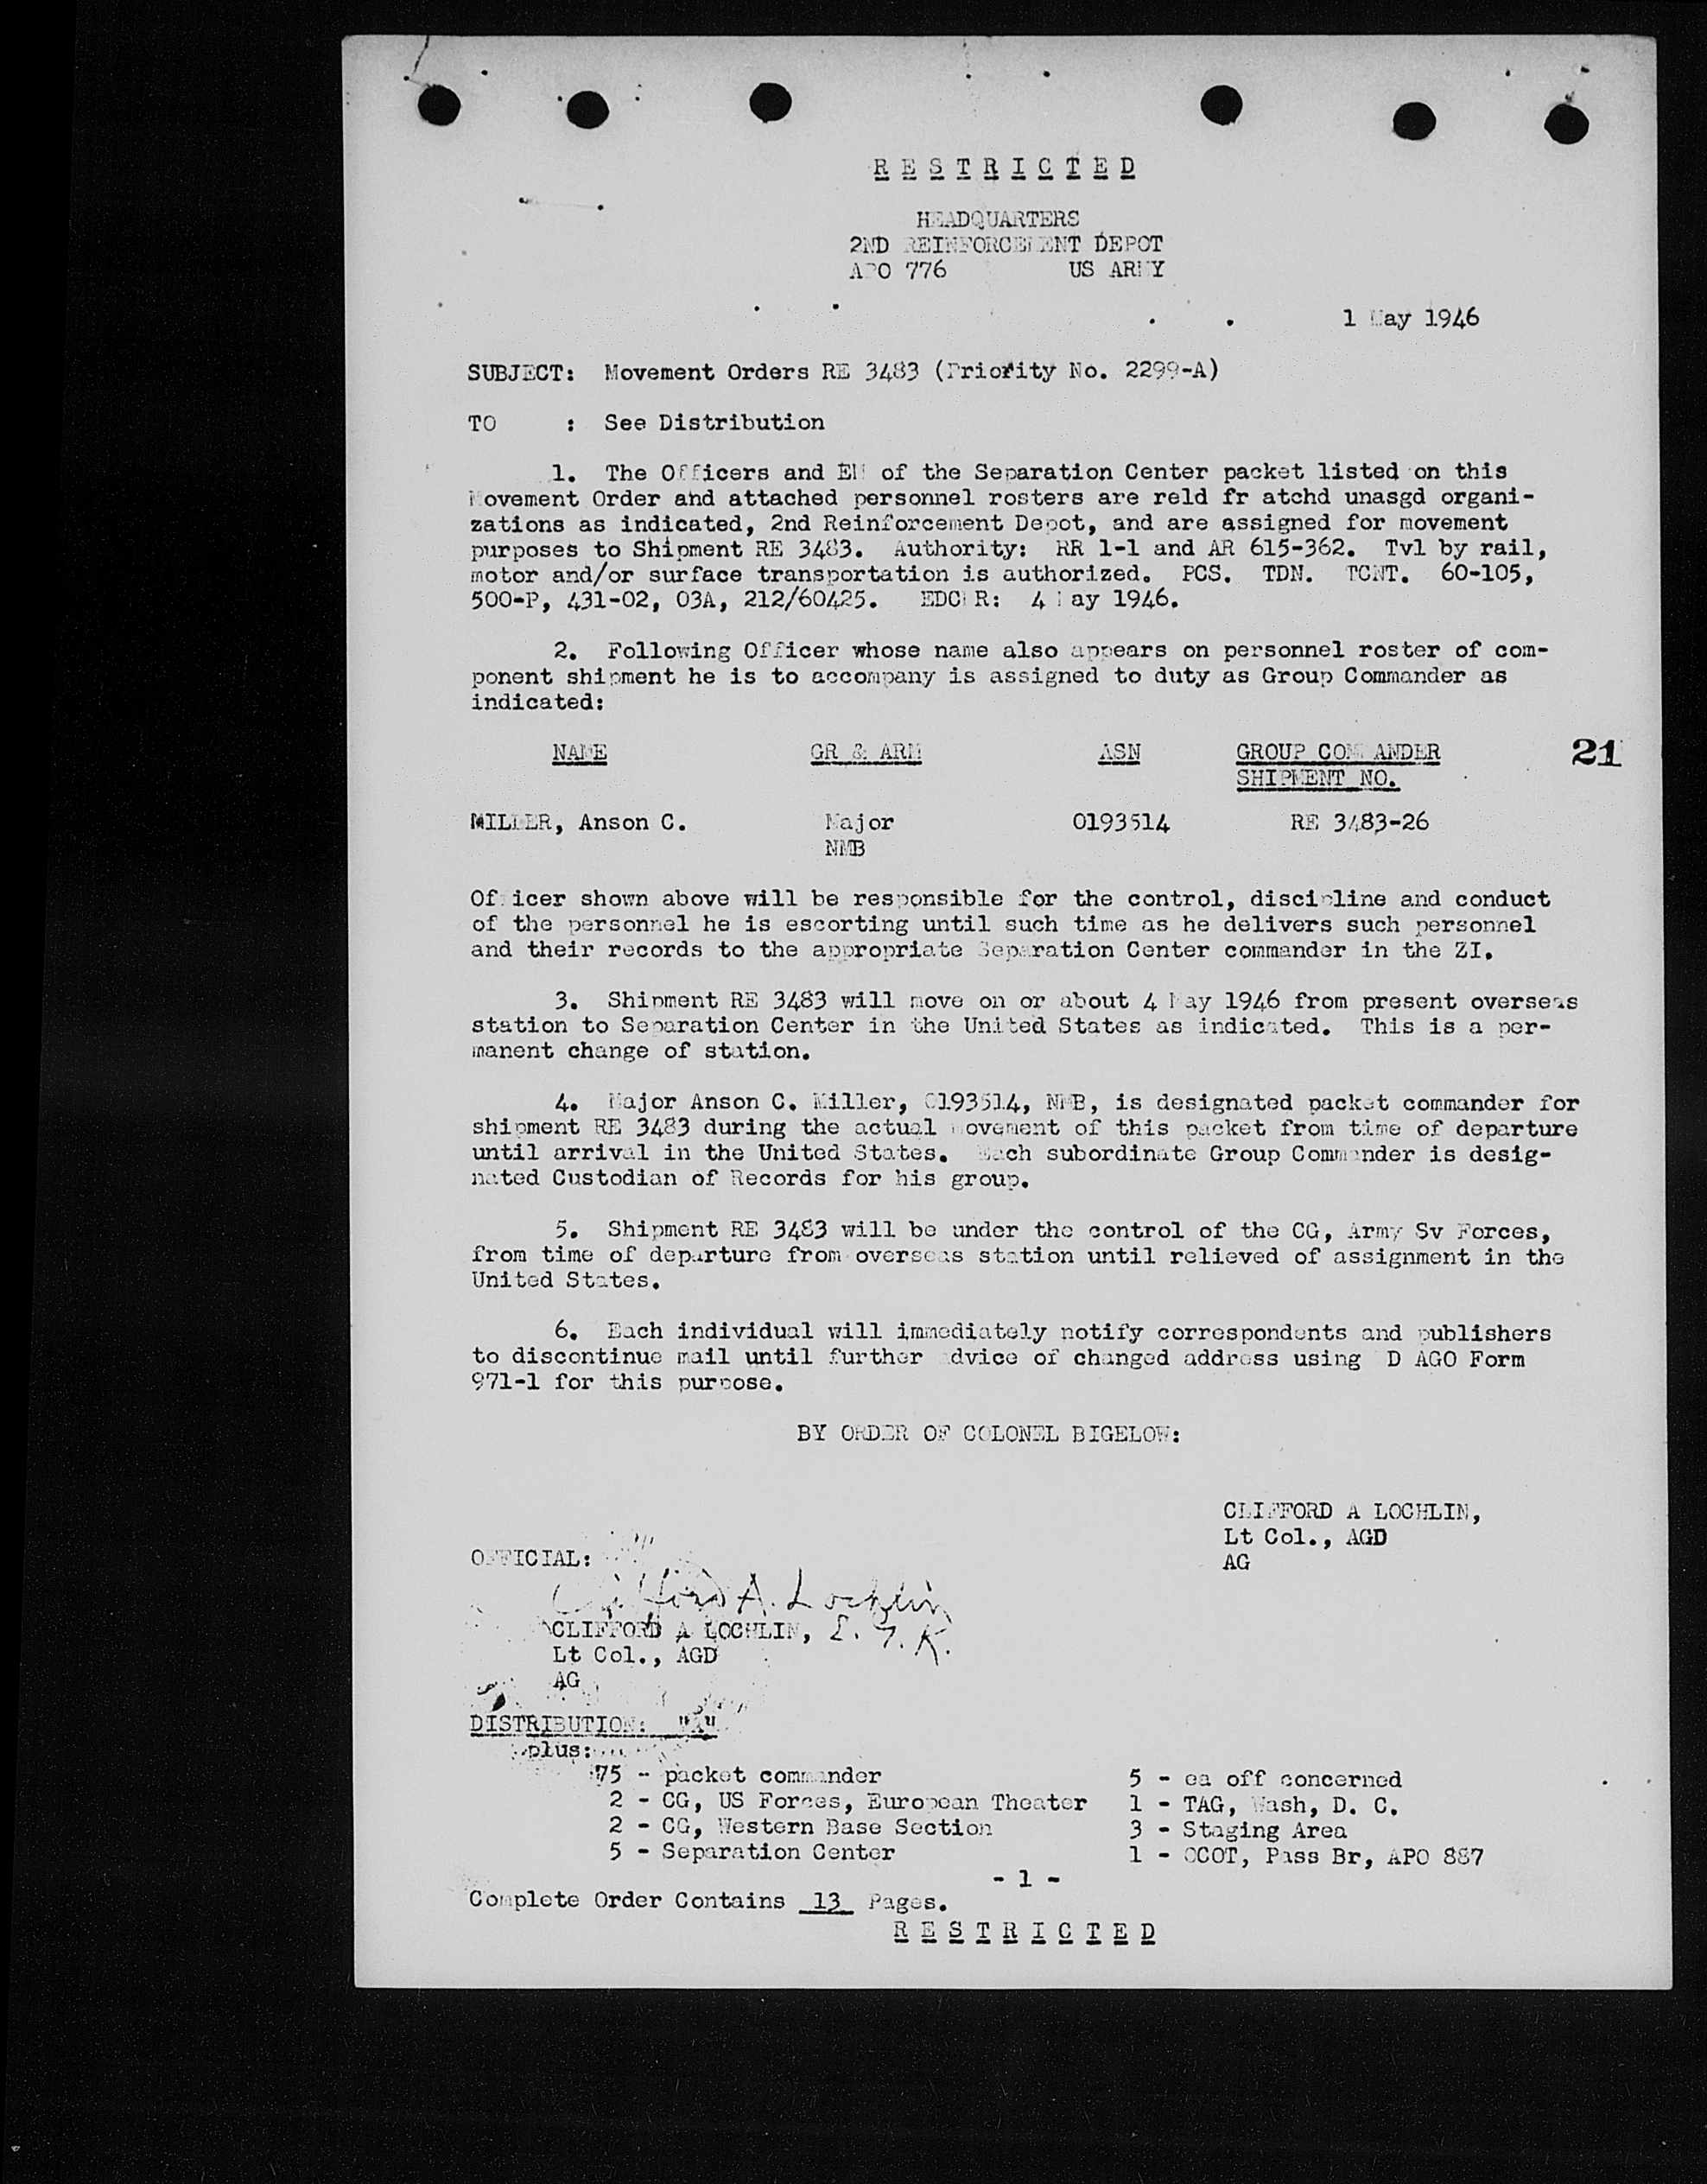 R E S T R I C T E D
HEADQUARTERS
2ND REINFORCEMENT DEPOT
APO 776 US ARMY
1 May 1946
SUBJECT: Movement Orders RE 3483 (Priority No. 2299-A)
TO : See Distribution
1. The Officers and EM of the Separation Center packet listed on this
Movement Order and attached personnel rosters are reld fr atchd unasgd organi-
zations as indicated, 2nd Reinforcement Depot, and are assigned for movement
purposes to Shipment RE 3483. Authority: RR 1-1 and AR 615-362. Tvl by rail,
motor and/or surface transportation is authorized. PCS. TDN. TCNT. 60-105,
500-P, 431-02, 03A, 212/60425. EDCMR: 4 May 1946.
2. Following Officer whose name also appears on personnel roster of com-
ponent shipment he is to accompany is assigned to duty as Group Commander as
indicated:
NAME GR & ARM ASN GROUP COMMANDER 21
SHIPMENT NO.
MILLER, Anson C. Major 0193514 RE 3483-26
NMB
Officer shown above will be responsible for the control, discipline and conduct
of the personnel he is escorting until such time as he delivers such personnel
and their records to the appropriate Separation Center commander in the ZI.
3. Shipment RE 3483 will move on or about 4 May 1946 from present overseas
station to Separation Center in the United States as indicated. This is a per-
manent change of station.
4. Major Anson C. Miller, 0193514, NMB, is designated packet commander for
shipment RE 3483 during the actual movement of this packet from time of departure
until arrival in the United States. Each subordinate Group Commander is desig-
nated Custodian of Records for his group.
5. Shipment RE 3483 will be under the control of the CG, Army Sv Forces,
from time of departure from overseas station until relieved of assignment in the
United States.
6. Each individual will immediately notify correspondents and publishers
to discontinue mail until further advice of changed address using WD AGO Form
971-1 for this purpose.
BY ORDER OF COLONEL BIGELOW:
CLIFFORD A LOCHLIN,
Lt Col., AGD
AG
OFFICIAL:
Clifford A. Lochlin
CLIFFORD A LOCHLIN,
Lt Col., AGD
AG
DISTRIBUTION: "A"
plus:
75 - packet commander 5 - ea off concerned
2 - CG, US Forces, European Theater 1 - TAG, Wash, D. C.
2 - CG, Western Base Section 3 - Staging Area
5 - Separation Center 1 - OCOT, Pass Br, APO 887
- 1 -
Complete Order Contains 13 Pages.
R E S T R I C T E D